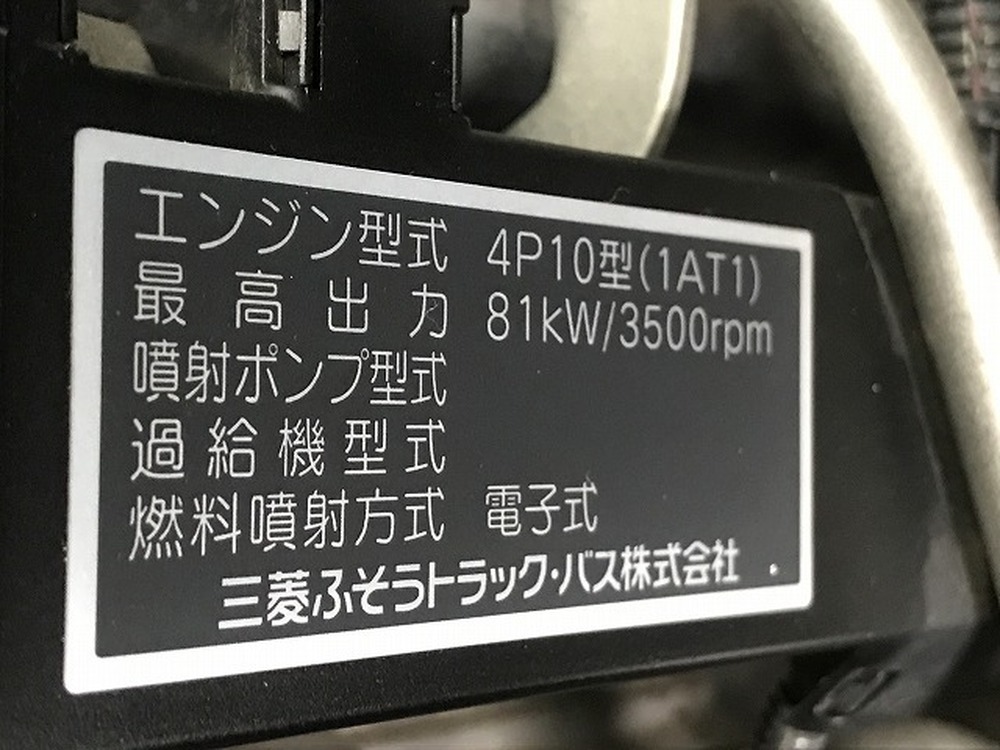 エンジン型式 4P10型(1AT1)
最高出力 81kW/3500rpm
噴射ポンプ型式
過給機型式
燃料噴射方式 電子式
三菱ふそうトラック・バス株式会社